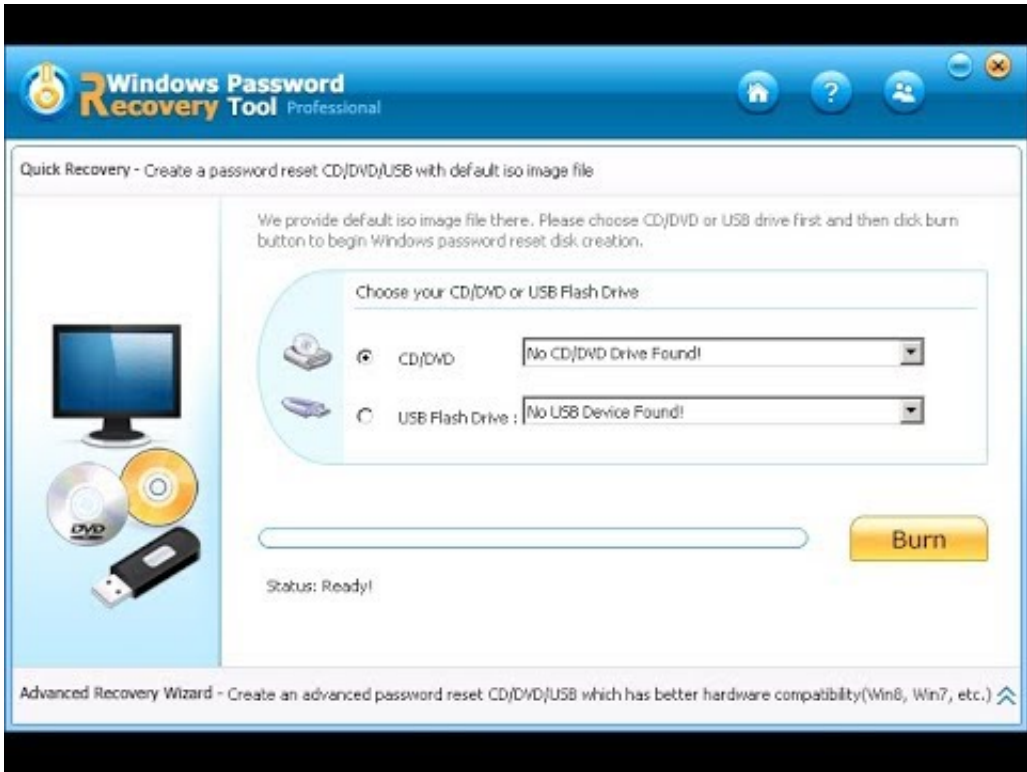 Windows Password
Recovery Tool Professional
?
Quick Recovery - Create a password reset CD/DVD/USB with default iso image file
We provide default iso image file there. Please choose CD/DVD or USB drive first and then click burn
button to begin Windows password reset disk creation.
Choose your CD/DVD or USB Flash Drive
CD/DVD No CD/DVD Drive Found!
USB Flash Drive : No USB Device Found!
DVD
Burn
Status: Ready!
Advanced Recovery Wizard - Create an advanced password reset CD/DVD/USB which has better hardware compatibility(Win8, Win7, etc.)